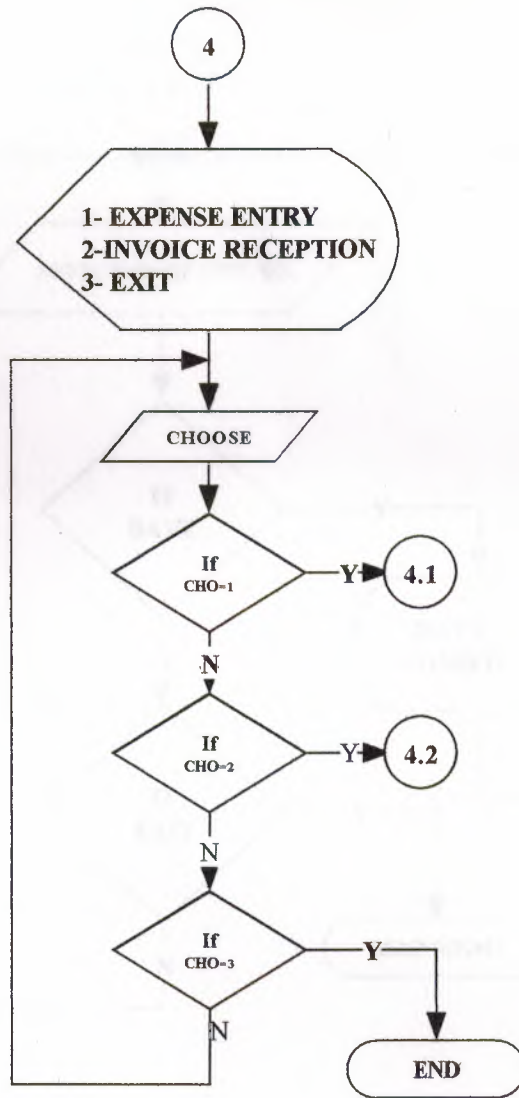 4
1- EXPENSE ENTRY
2-INVOICE RECEPTION
3- EXIT
CHOOSE
If
CHO=1
Y
4.1
N
If
CHO=2
Y
4.2
N
If
CHO=3
Y
N
END